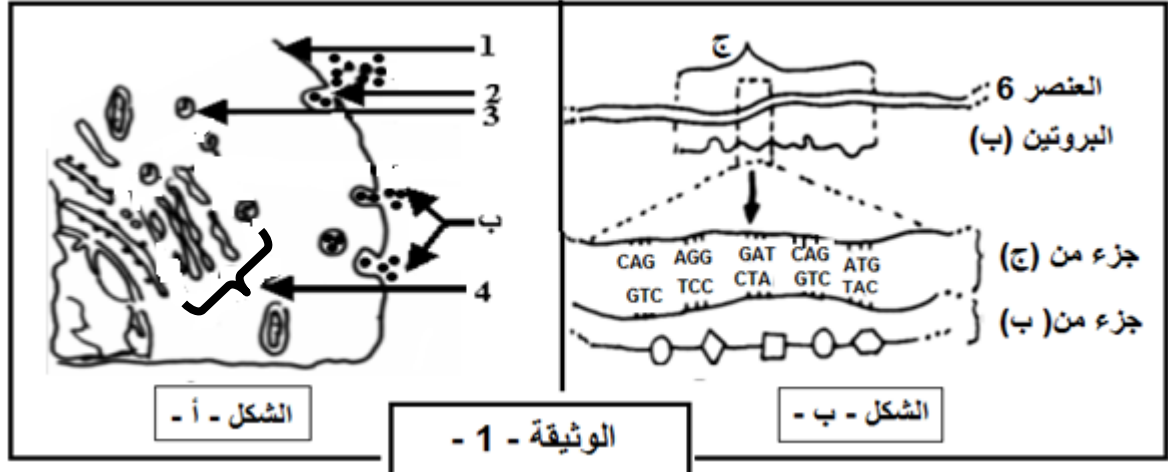 1
2
3
ب
4
الشكل - أ -
ج
العنصر 6
البروتين (ب)
CAG AGG GAT CAG ATG
GTC TCC CTA GTC TAC
جزء من (ج)
جزء من( ب)
الشكل - ب -
الوثيقة - 1 -